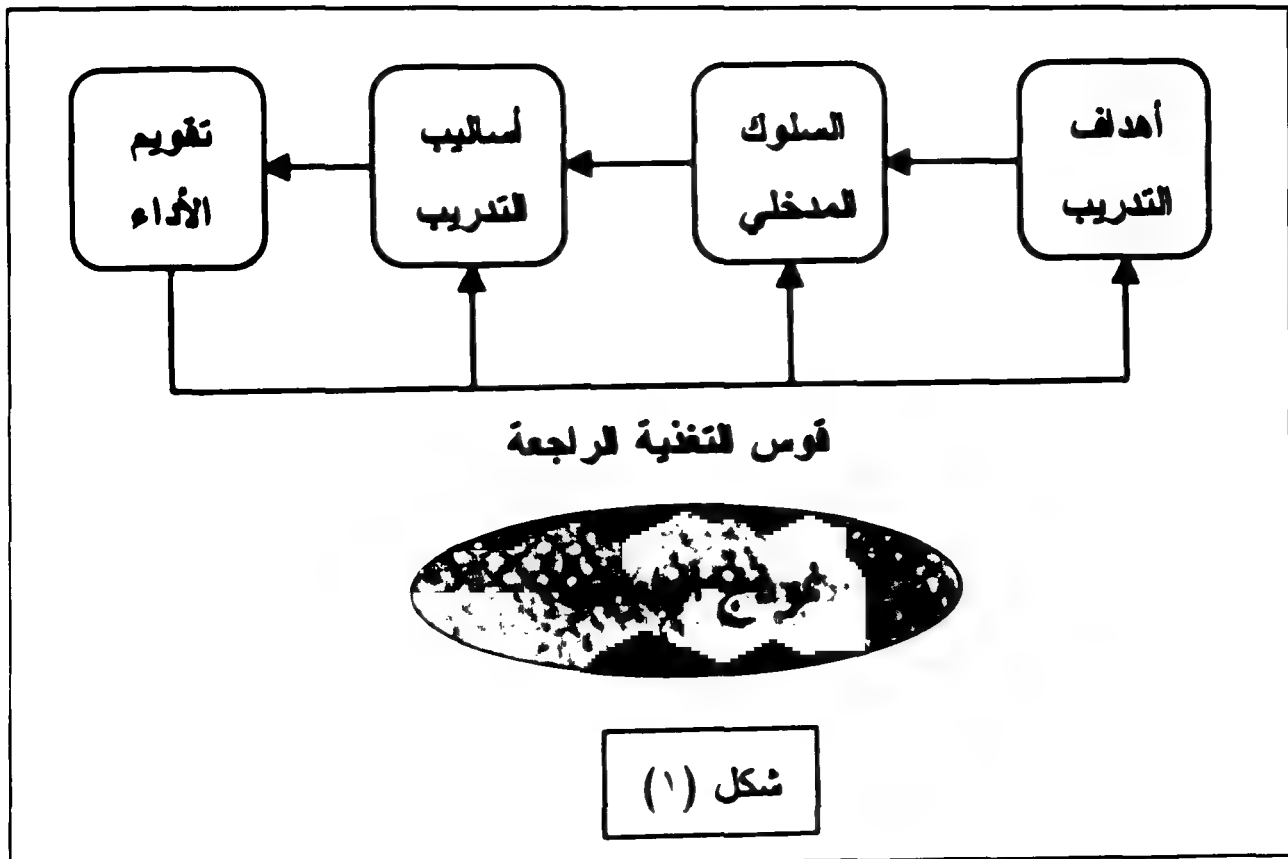 أهداف
التدريب
السلوك
المدخلي
أساليب
التدريب
تقويم
الأداء
قوس التغذية الراجعة
شكل (١)